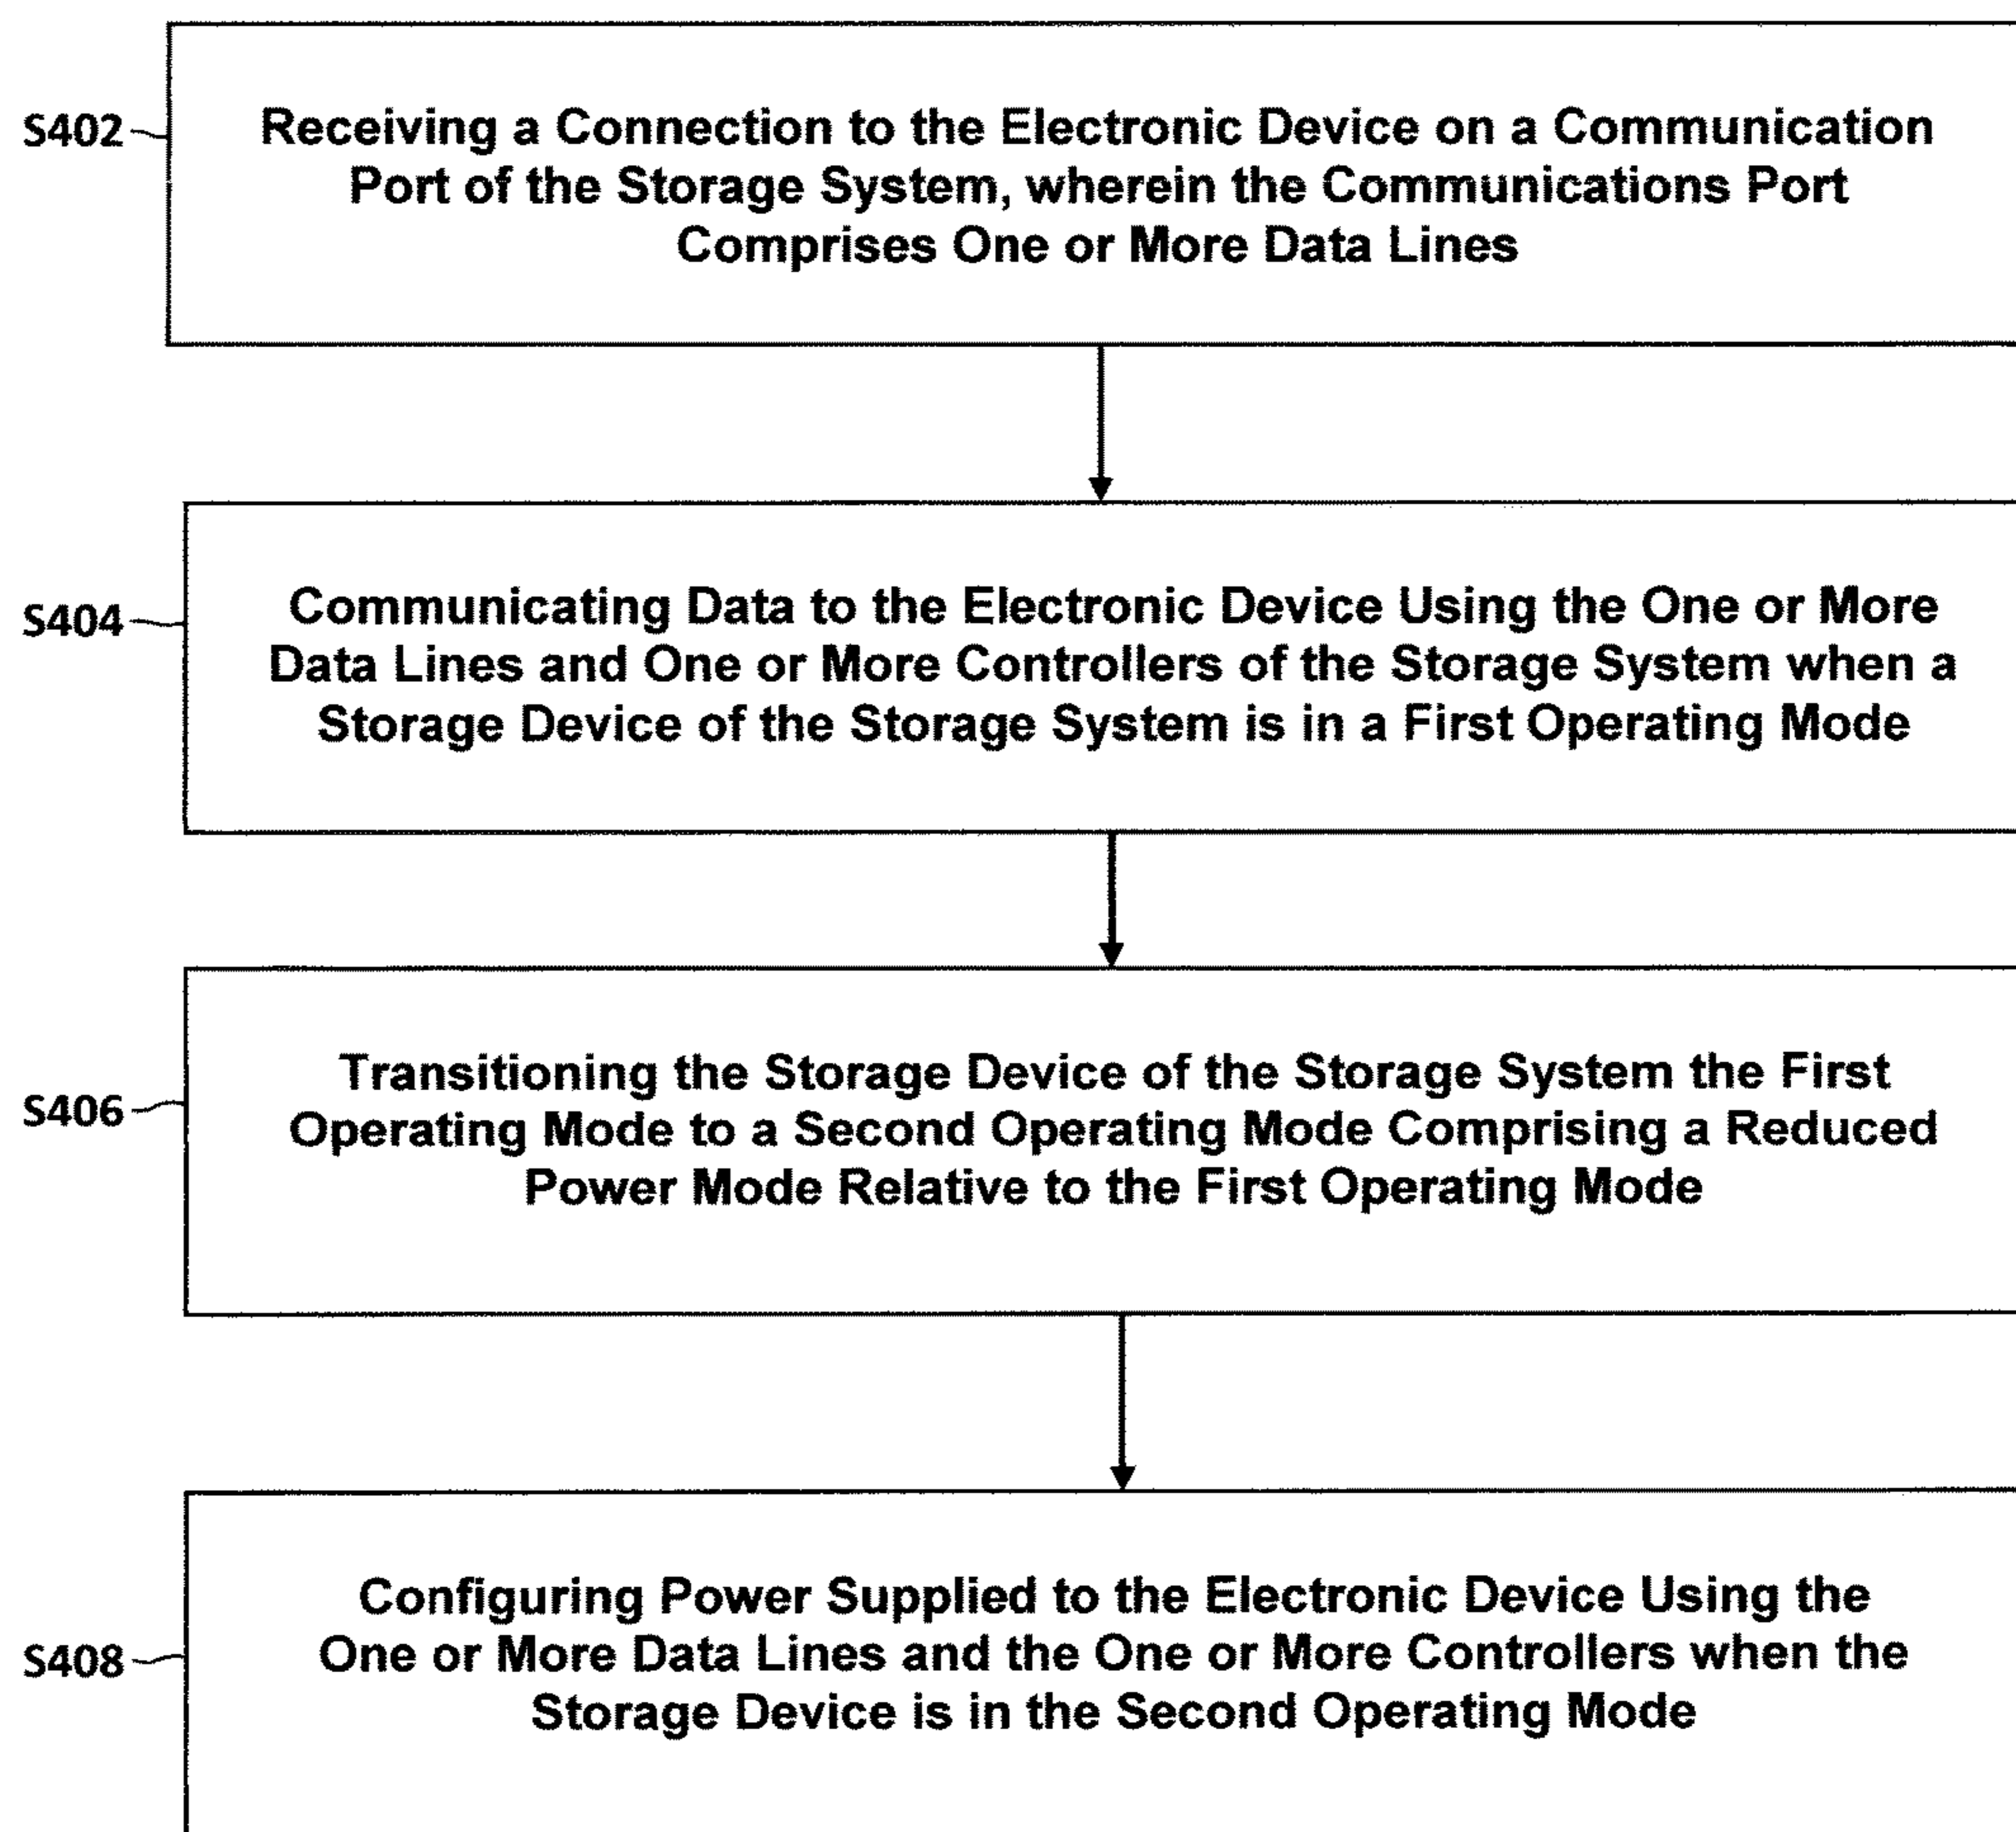 S402
Receiving a Connection to the Electronic Device on a Communication
Port of the Storage System, wherein the Communications Port
Comprises One or More Data Lines
S404
Communicating Data to the Electronic Device Using the One or More
Data Lines and One or More Controllers of the Storage System when a
Storage Device of the Storage System is in a First Operating Mode
S406
Transitioning the Storage Device of the Storage System the First
Operating Mode to a Second Operating Mode Comprising a Reduced
Power Mode Relative to the First Operating Mode
S408
Configuring Power Supplied to the Electronic Device Using the
One or More Data Lines and the One or More Controllers when the
Storage Device is in the Second Operating Mode